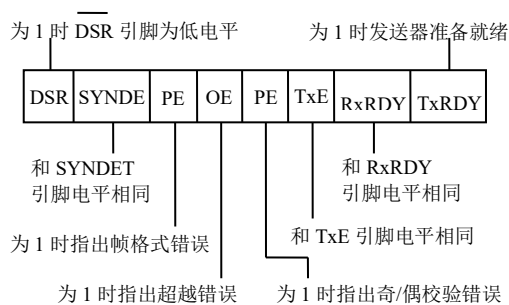 为 1 时 DSR 引脚为低电平
为 1 时发送器准备就绪
DSR SYNDE PE OE PE TxE RxRDY TxRDY
和 SYNDET
引脚电平相同
和 RxRDY
引脚电平相同
为 1 时指出帧格式错误
和 TxE 引脚电平相同
为 1 时指出超越错误
为 1 时指出奇/偶校验错误